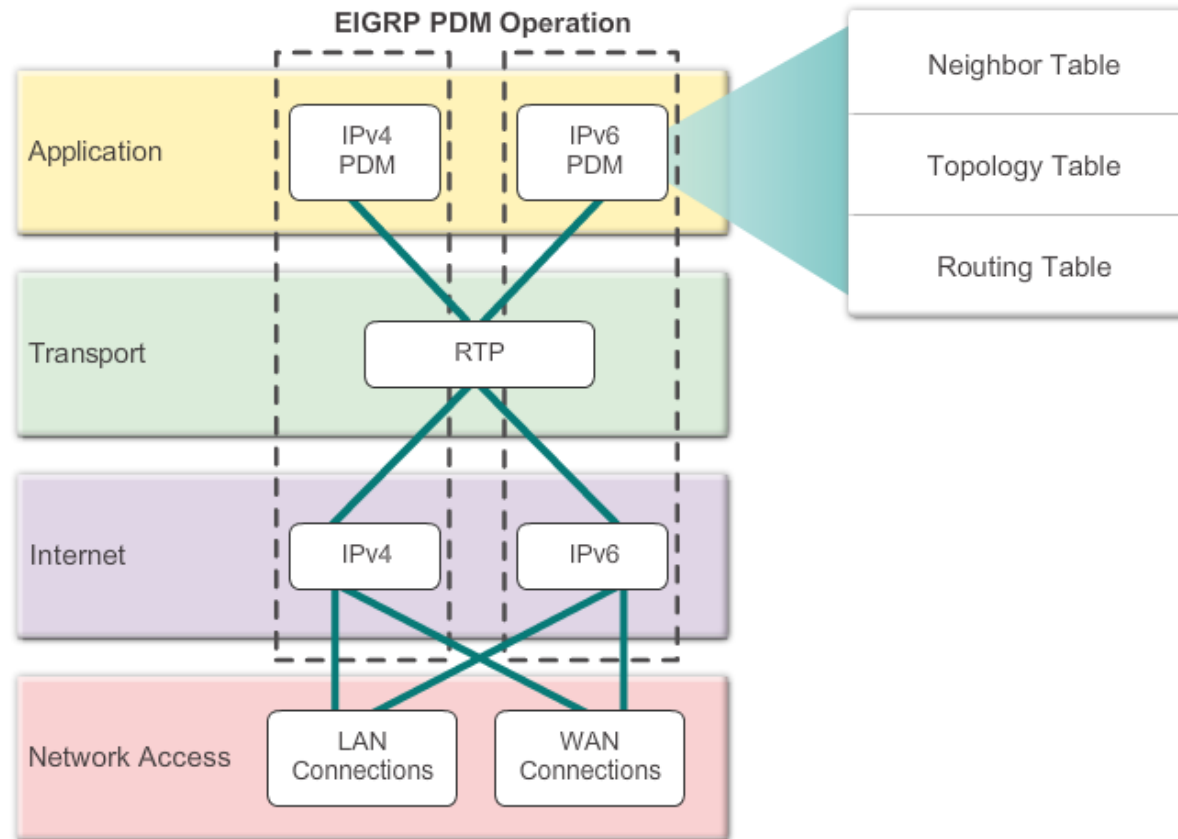 EIGRP PDM Operation
Application
IPv4
PDM
IPv6
PDM
Neighbor Table
Topology Table
Routing Table
Transport
RTP
Internet
IPv4
IPv6
Network Access
LAN
Connections
WAN
Connections